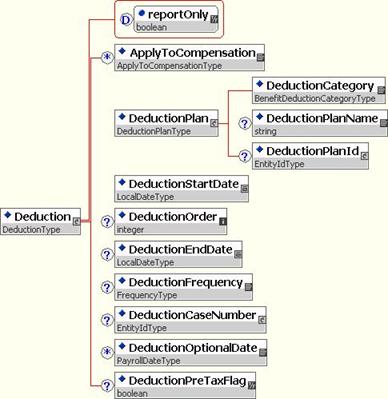 D
reportOnly
boolean
*
ApplyToCompensation
ApplyToCompensationType
DeductionCategory
BenefitDeductionCategoryType
DeductionPlan
DeductionPlanType
?
DeductionPlanName
string
?
DeductionPlanId
EntityIdType
DeductionStartDate
LocalDateType
Deduction
DeductionType
?
DeductionOrder
integer
?
DeductionEndDate
LocalDateType
?
DeductionFrequency
FrequencyType
?
DeductionCaseNumber
EntityIdType
*
DeductionOptionalDate
PayrollDateType
?
DeductionPreTaxFlag
boolean